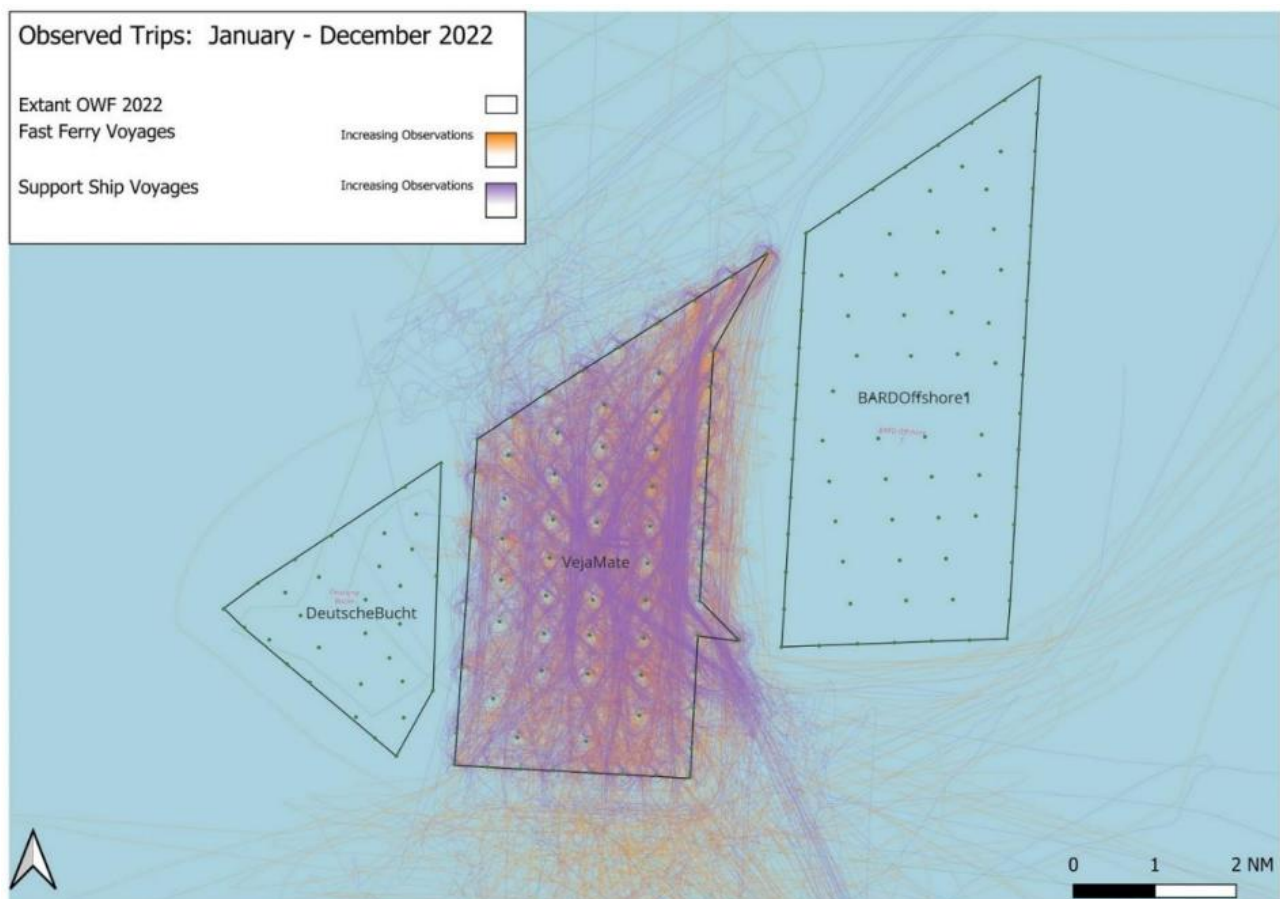 Observed Trips: January - December 2022
Extant OWF 2022
Fast Ferry Voyages Increasing Observations
Support Ship Voyages Increasing Observations
BARDOffshore1
VejaMate
DeutscheBucht
0 1 2 NM